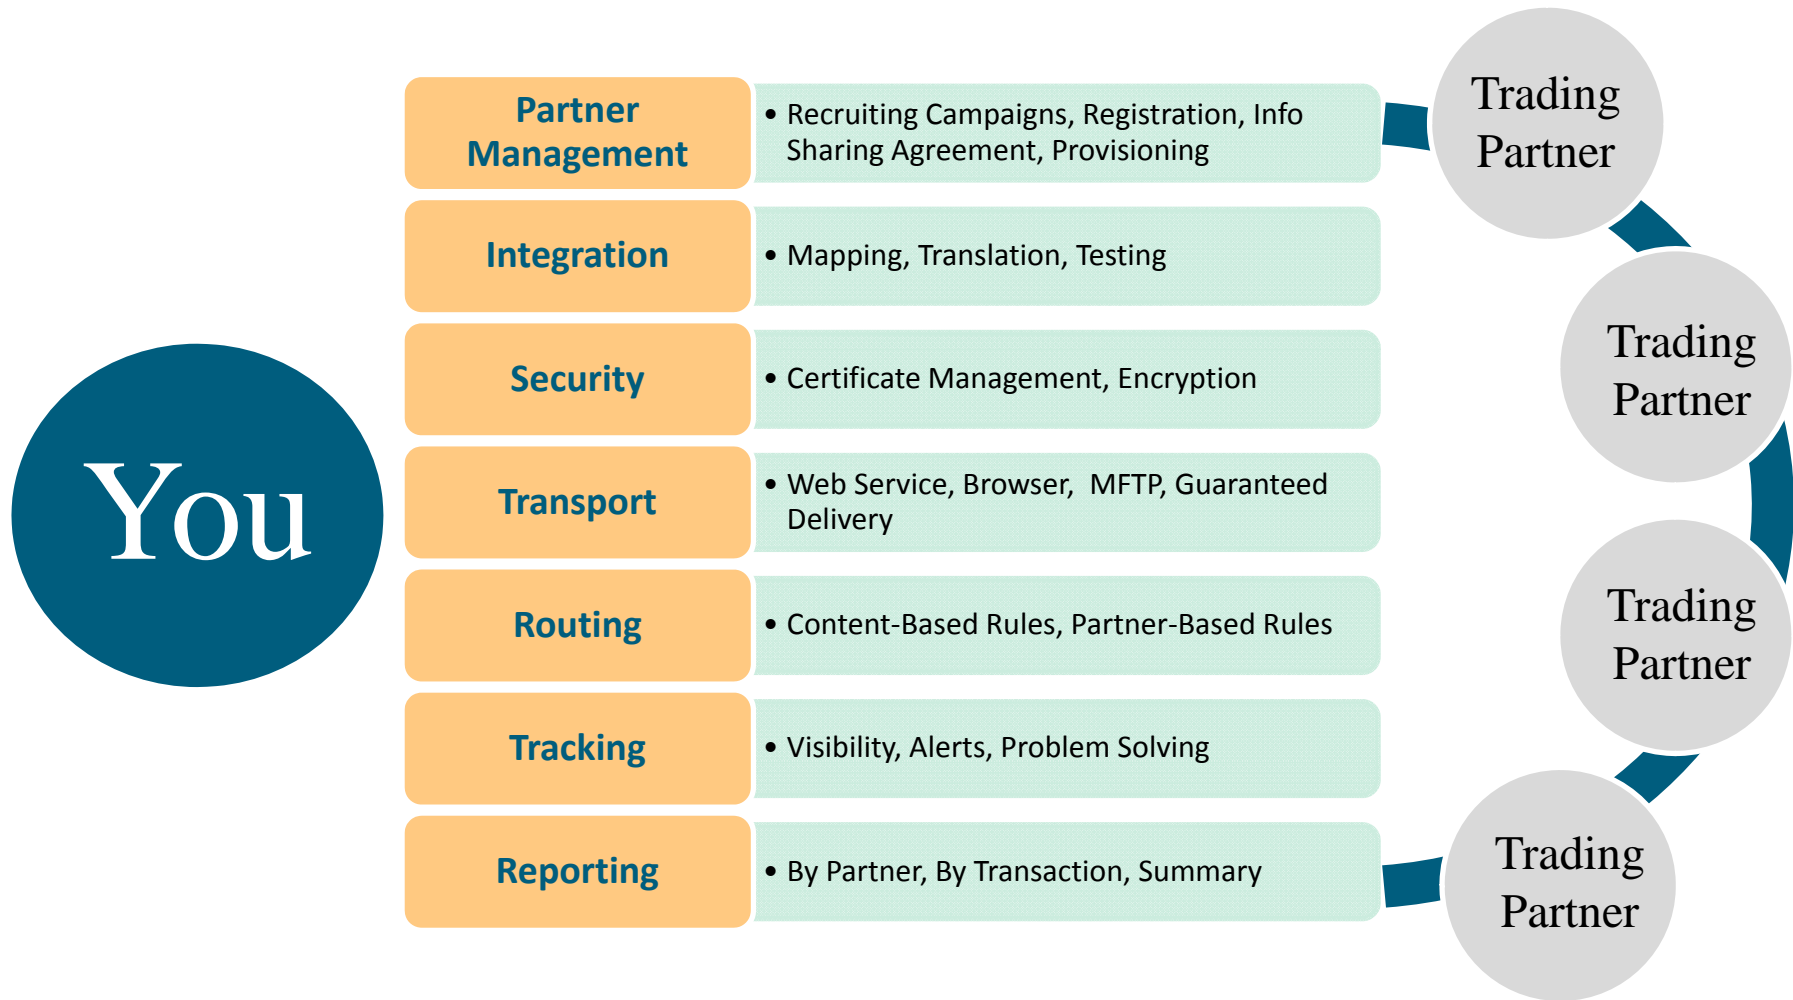 You
Partner
Management
• Recruiting Campaigns, Registration, Info
Sharing Agreement, Provisioning
Integration
• Mapping, Translation, Testing
Security
• Certificate Management, Encryption
Transport
• Web Service, Browser,  MFTP, Guaranteed
Delivery
Routing
• Content-Based Rules, Partner-Based Rules
Tracking
• Visibility, Alerts, Problem Solving
Reporting
• By Partner, By Transaction, Summary
Trading
Partner
Trading
Partner
Trading
Partner
Trading
Partner